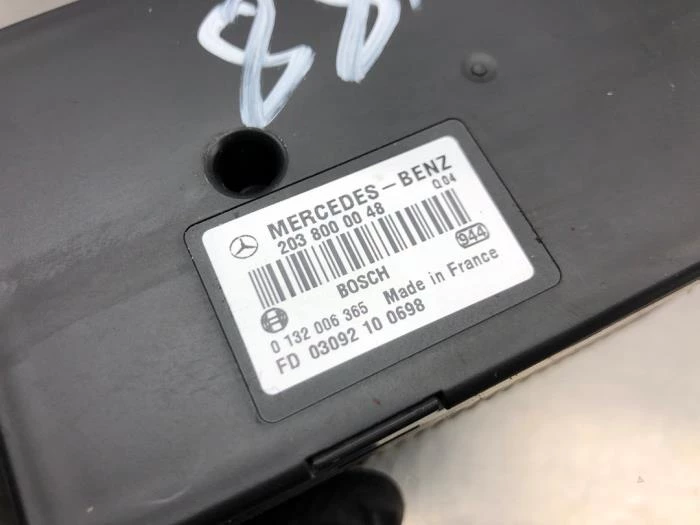 88
MERCEDES-BENZ
203 800 00 48 Q.04
BOSCH 944
0 132 006 365 Made in France
FD 03092 10 0698